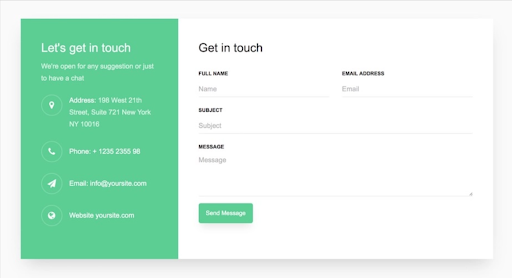 Let's get in touch
We're open for any suggestion or just
to have a chat
Address: 198 West 21th
Street, Suite 721 New York
NY 10016
Phone: + 1235 2355 98
Email: info@yoursite.com
Website yoursite.com
Get in touch
FULL NAME
EMAIL ADDRESS
Name
Email
SUBJECT
Subject
MESSAGE
Message
Send Message